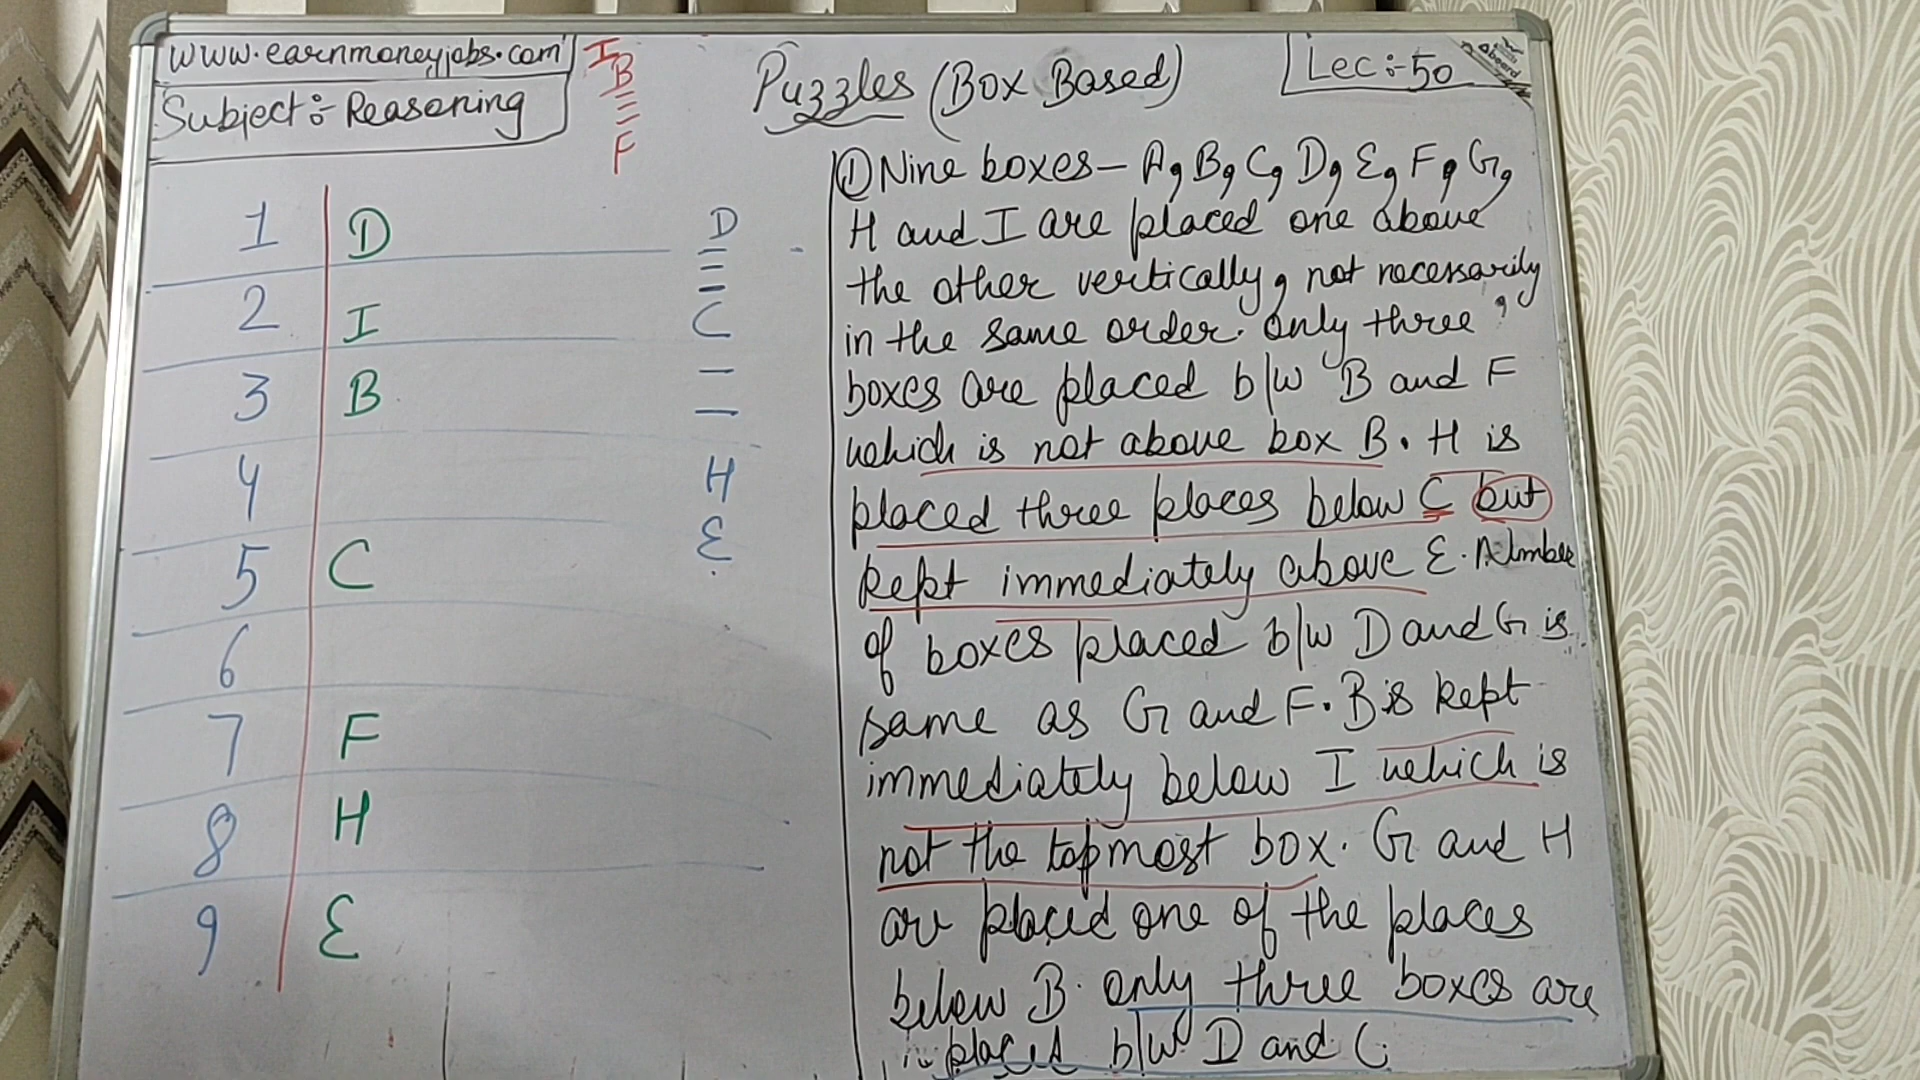 www.earnmoneyjobs.com
Subject:- Reasoning
I
B
F
Puzzles (Box Based)
Lec:-50
aboard
1 D
2 I
3 B
4
5 C
6
7 F
8 H
9 E
D
C
H
E
① Nine boxes - A, B, C, D, E, F, G,
H and I are placed one above
the other vertically, not necessarily
in the same order. Only three
boxes are placed b/w B and F
which is not above box B. H is
placed three places below C but
kept immediately above E. Number
of boxes placed b/w D and G is
same as G and F. B is kept
immediately below I which is
not the topmost box. G and H
are placed one of the places
below B. only three boxes are
placed b/w D and C.